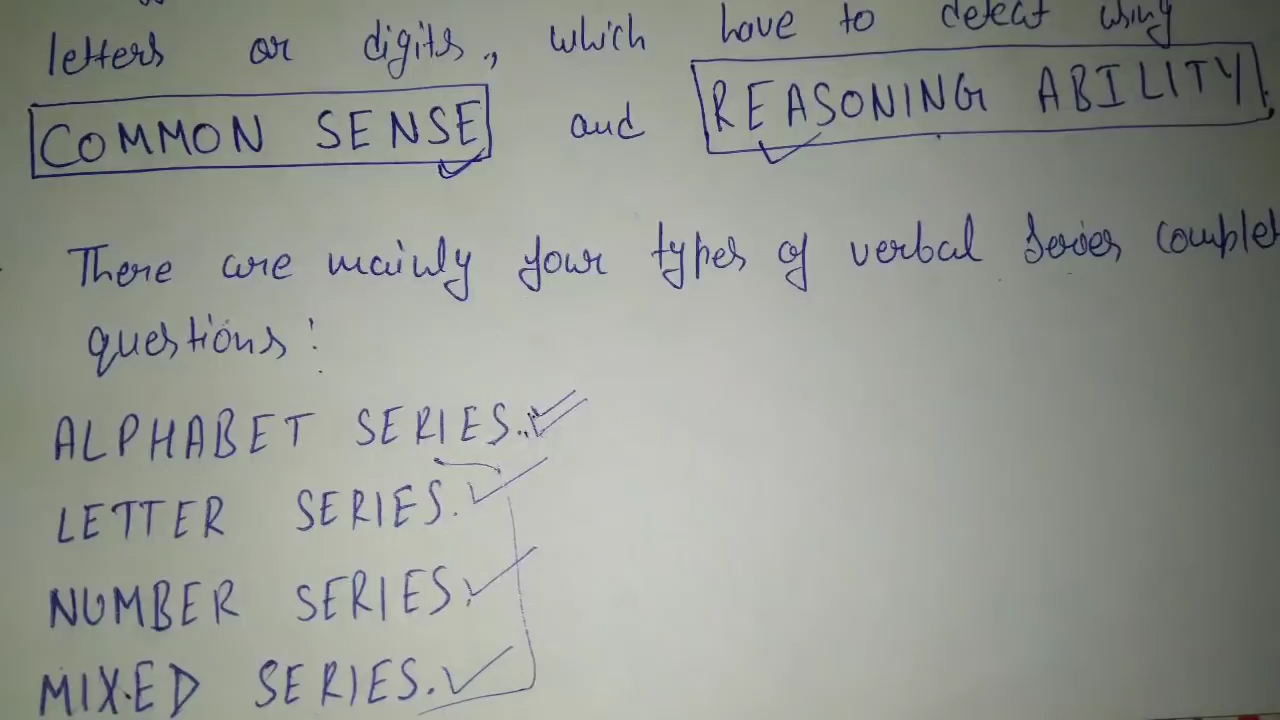 letters or digits, which have to detect using
COMMON SENSE and REASONING ABILITY.
There are mainly four types of verbal series complet
questions:
ALPHABET SERIES.
LETTER SERIES.
NUMBER SERIES.
MIXED SERIES.